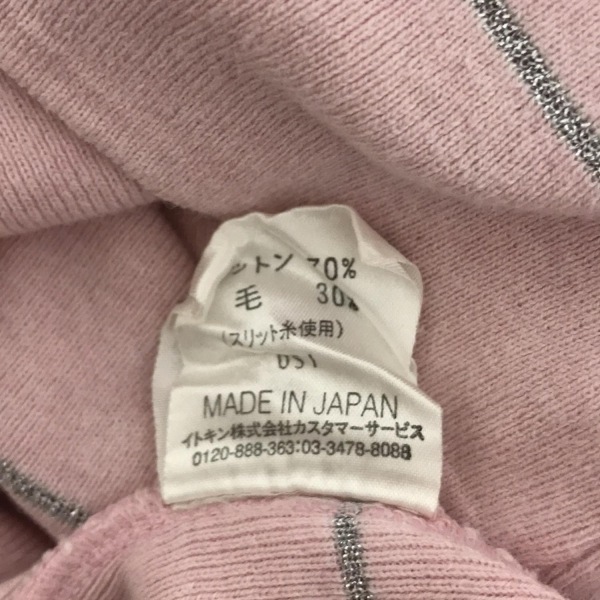 ットン 70%
毛 30%
(スリット糸使用)
MADE IN JAPAN
イトキン株式会社カスタマーサービス
0120-888-363:03-3478-8088